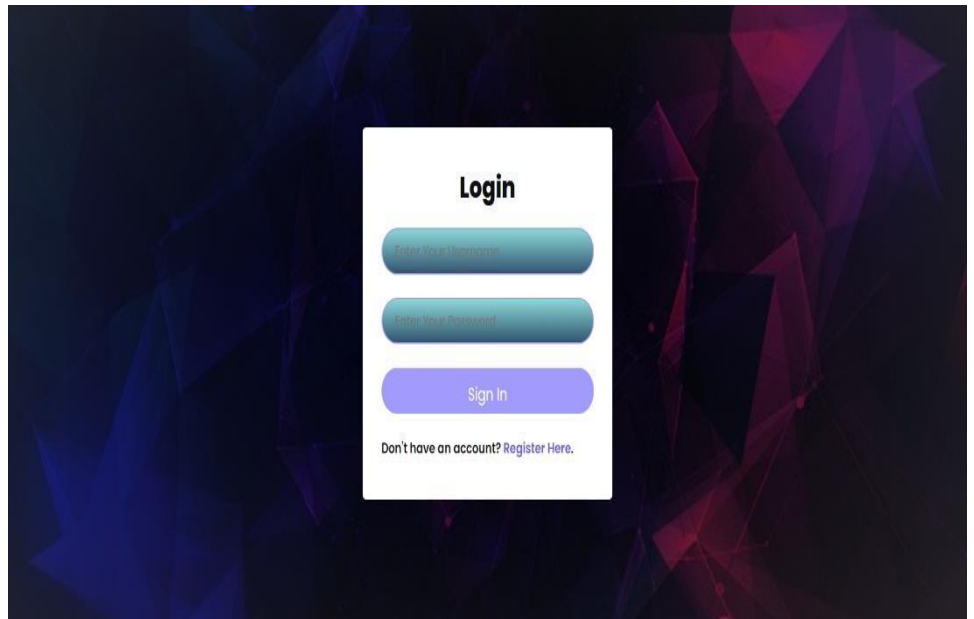 Login
Enter Your Username
Enter Your Password
Sign In
Don't have an account? Register Here.